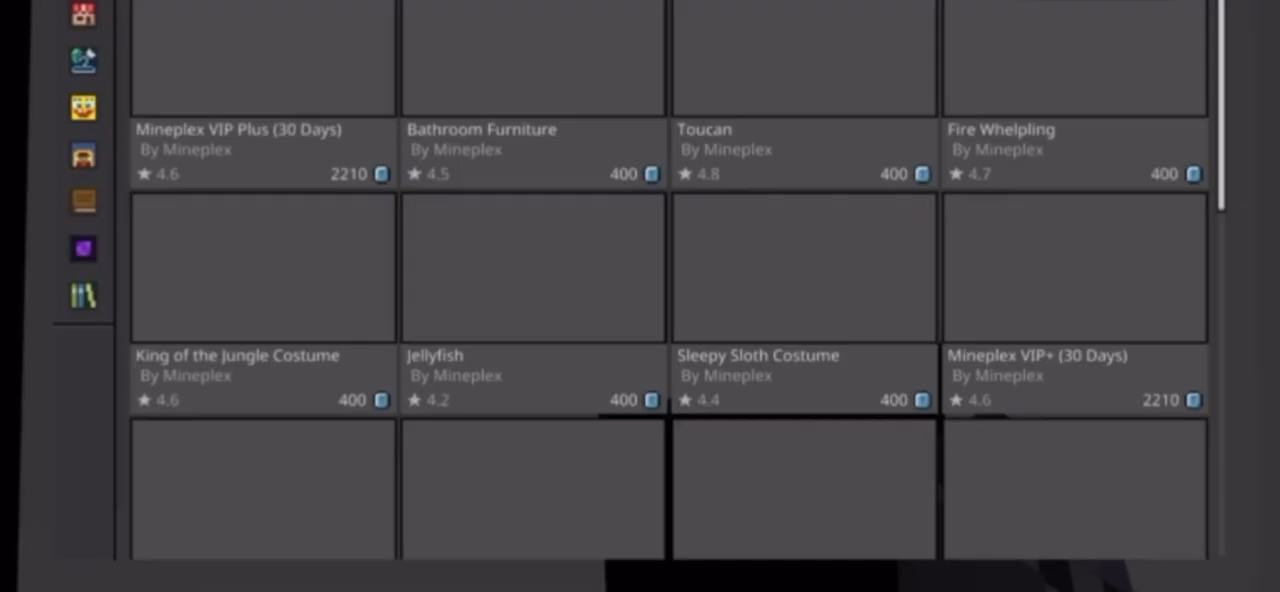 Mineplex VIP Plus (30 Days)
By Mineplex
★ 4.6 2210
Bathroom Furniture
By Mineplex
★ 4.5 400
Toucan
By Mineplex
★ 4.8 400
Fire Whelpling
By Mineplex
★ 4.7 400
King of the Jungle Costume
By Mineplex
★ 4.6 400
Jellyfish
By Mineplex
★ 4.2 400
Sleepy Sloth Costume
By Mineplex
★ 4.4 400
Mineplex VIP+ (30 Days)
By Mineplex
★ 4.6 2210